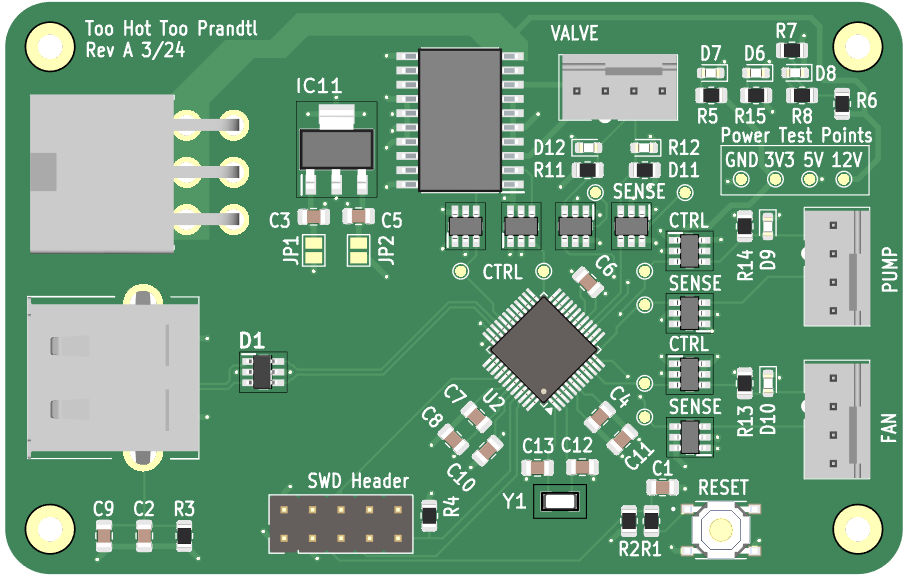 Too Hot Too Prandtl
Rev A 3/24
VALVE
R7
D7
D6
D8
IC11
R5
R15
R8
R6
Power Test Points
GND 3V3 5V 12V
D12
R12
R11
D11
SENSE
C3
C5
CTRL
JP1
JP2
R14
D9
PUMP
CTRL
C6
SENSE
D1
CTRL
C7
U2
C4
SENSE
R13
D10
FAN
C8
C10
C11
C13
C12
C1
SWD Header
Y1
RESET
C9
C2
R3
R4
R2
R1